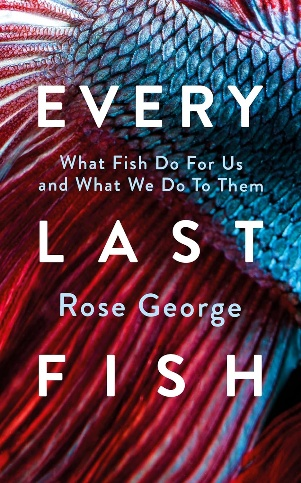 EVERY
What Fish Do For Us
and What We Do To Them
LAST
Rose George
FISH